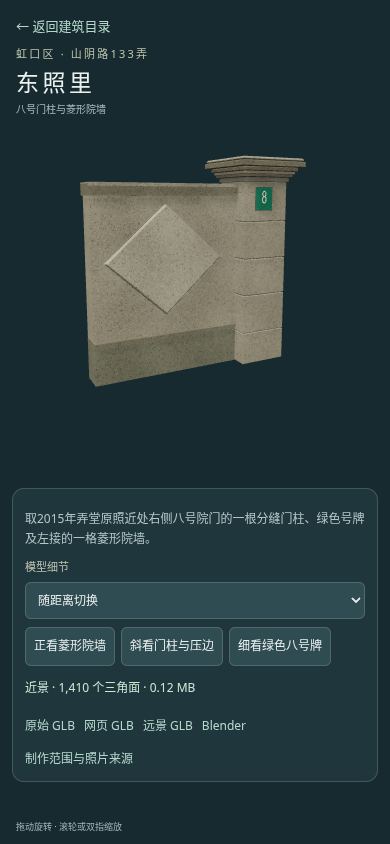 ← 返回建筑目录
虹口区 · 山阴路133弄
东照里
八号门柱与菱形院墙
8
取2015年弄堂原照近处右侧八号院门的一根分缝门柱、绿色号牌
及左接的一格菱形院墙。
模型细节
随距离切换
正看菱形院墙 斜看门柱与压边 细看绿色八号牌
近景 · 1,410 个三角面 · 0.12 MB
原始 GLB 网页 GLB 远景 GLB Blender
制作范围与照片来源
拖动旋转 · 滚轮或双指缩放